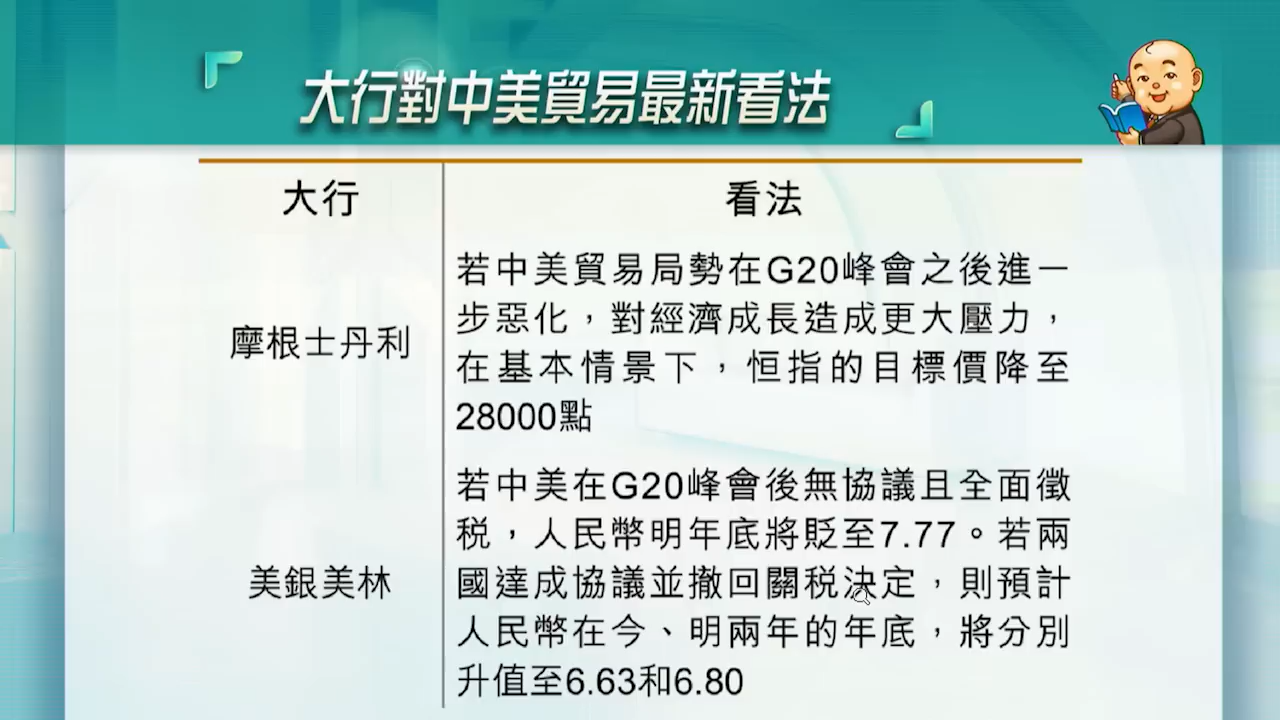 大行對中美貿易最新看法
大行
看法
摩根士丹利
若中美貿易局勢在G20峰會之後進一
步惡化，對經濟成長造成更大壓力，
在基本情景下，恒指的目標價降至
28000點
美銀美林
若中美在G20峰會後無協議且全面徵
税，人民幣明年底將貶至7.77。若兩
國達成協議並撤回關税決定，則預計
人民幣在今、明兩年的年底，將分別
升值至6.63和6.80